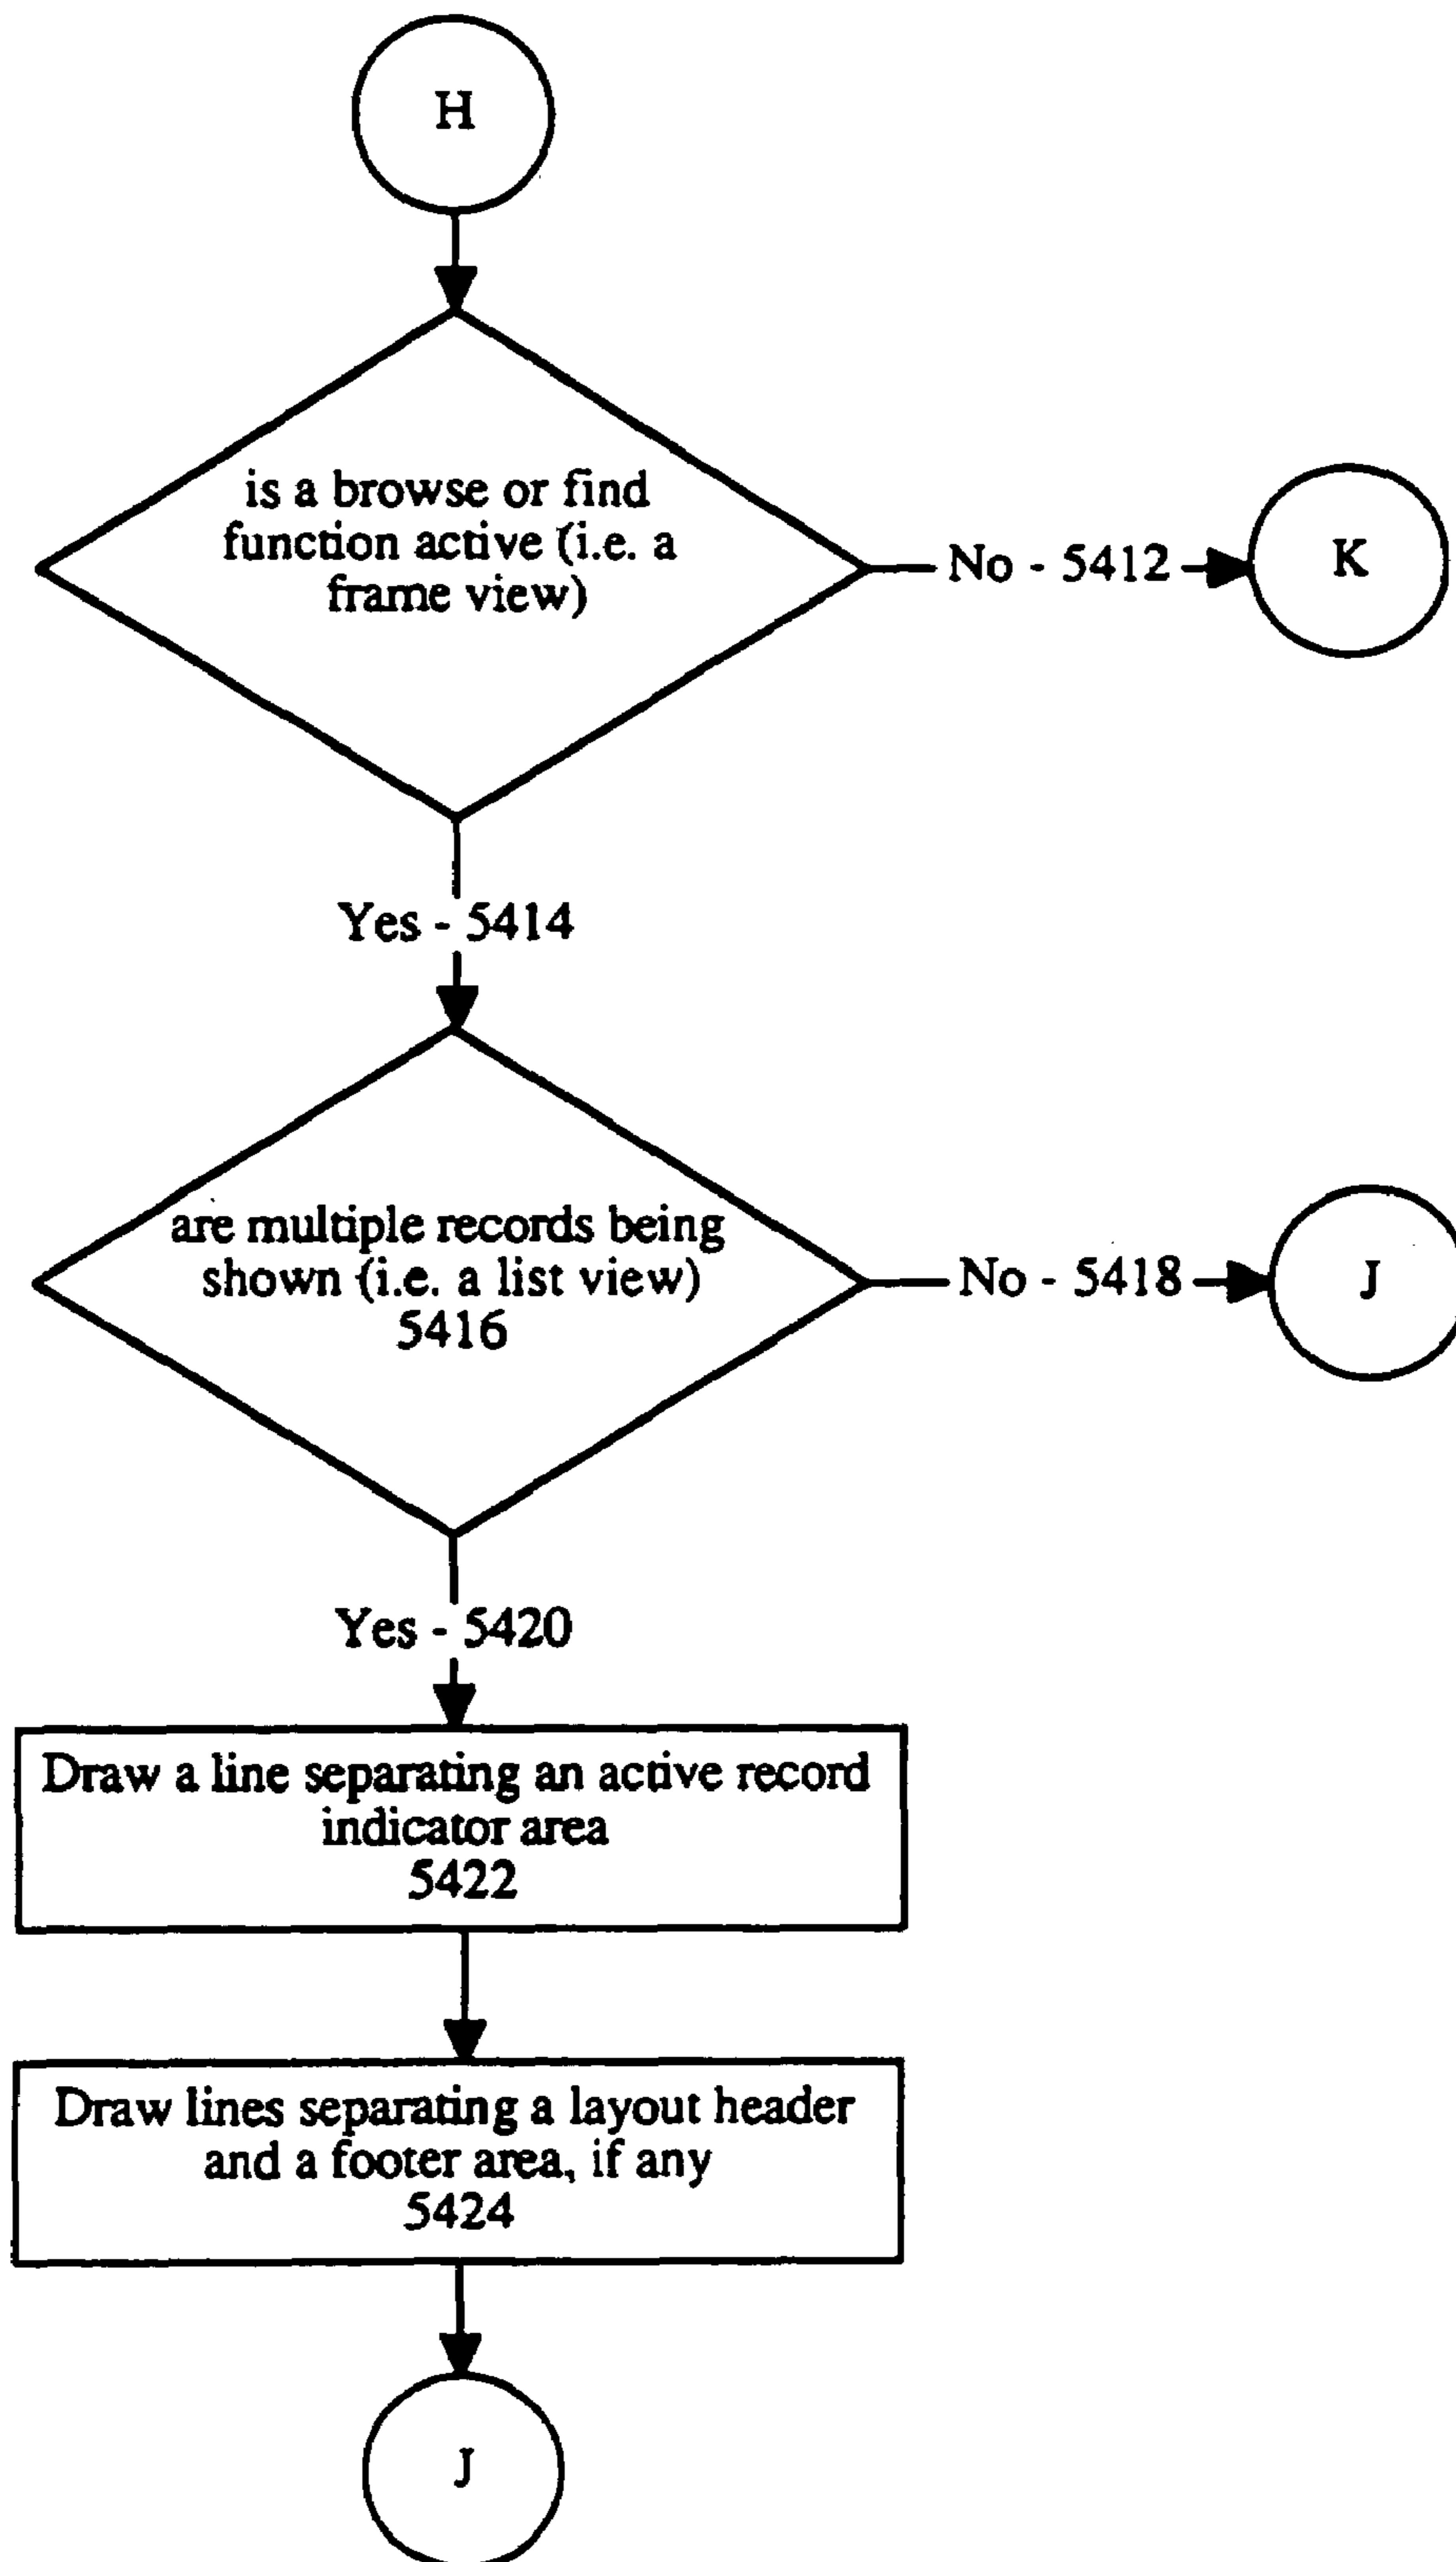 H
is a browse or find
function active (i.e. a
frame view)
No - 5412
K
Yes - 5414
are multiple records being
shown (i.e. a list view)
5416
No - 5418
J
Yes - 5420
Draw a line separating an active record
indicator area
5422
Draw lines separating a layout header
and a footer area, if any
5424
J